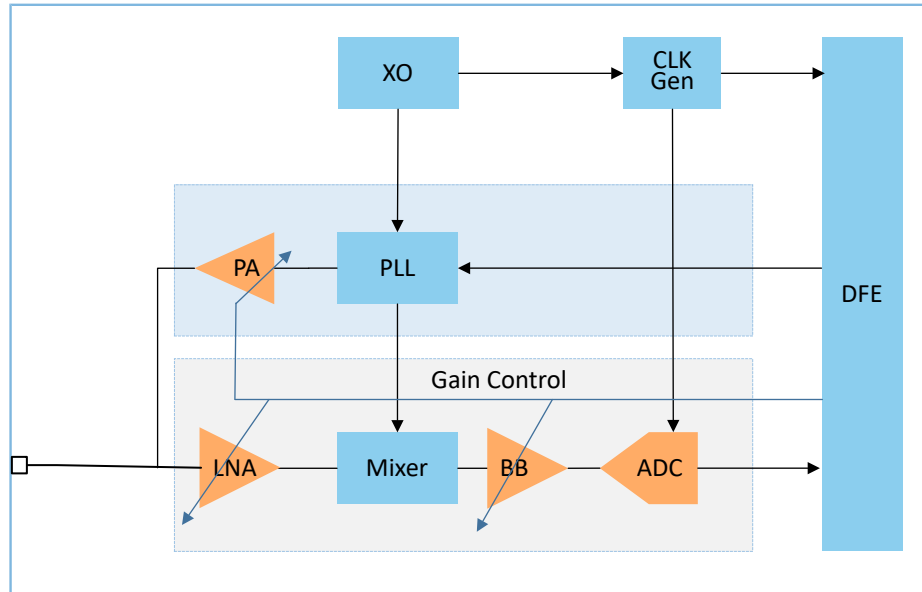 XO
CLK
Gen
PA
PLL
DFE
Gain Control
LNA
Mixer
BB
ADC